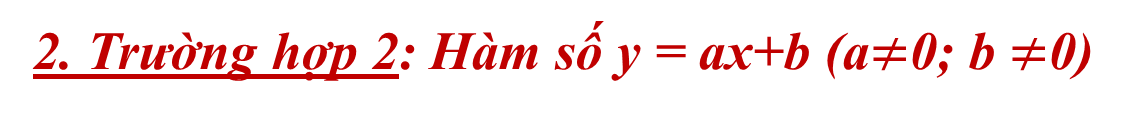 2. Trường hợp 2: Hàm số y = ax+b (a≠0; b ≠0)